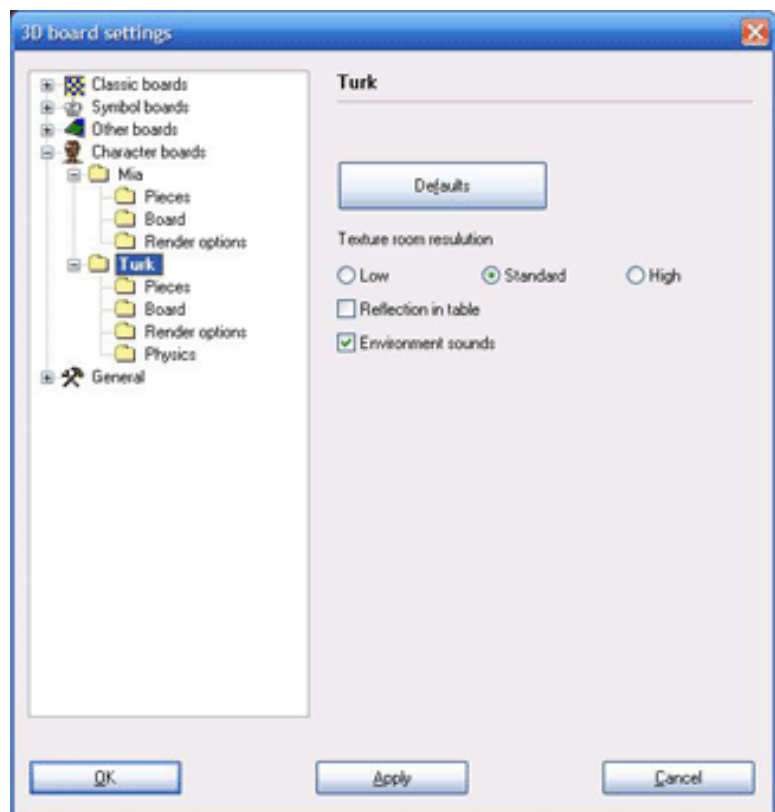 3D board settings
Classic boards
Symbol boards
Other boards
Character boards
Mia
Pieces
Board
Render options
Turk
Pieces
Board
Render options
Physics
General
Turk
Defaults
Texture room resulution
Low Standard High
Reflection in table
Environment sounds
OK Apply Cancel